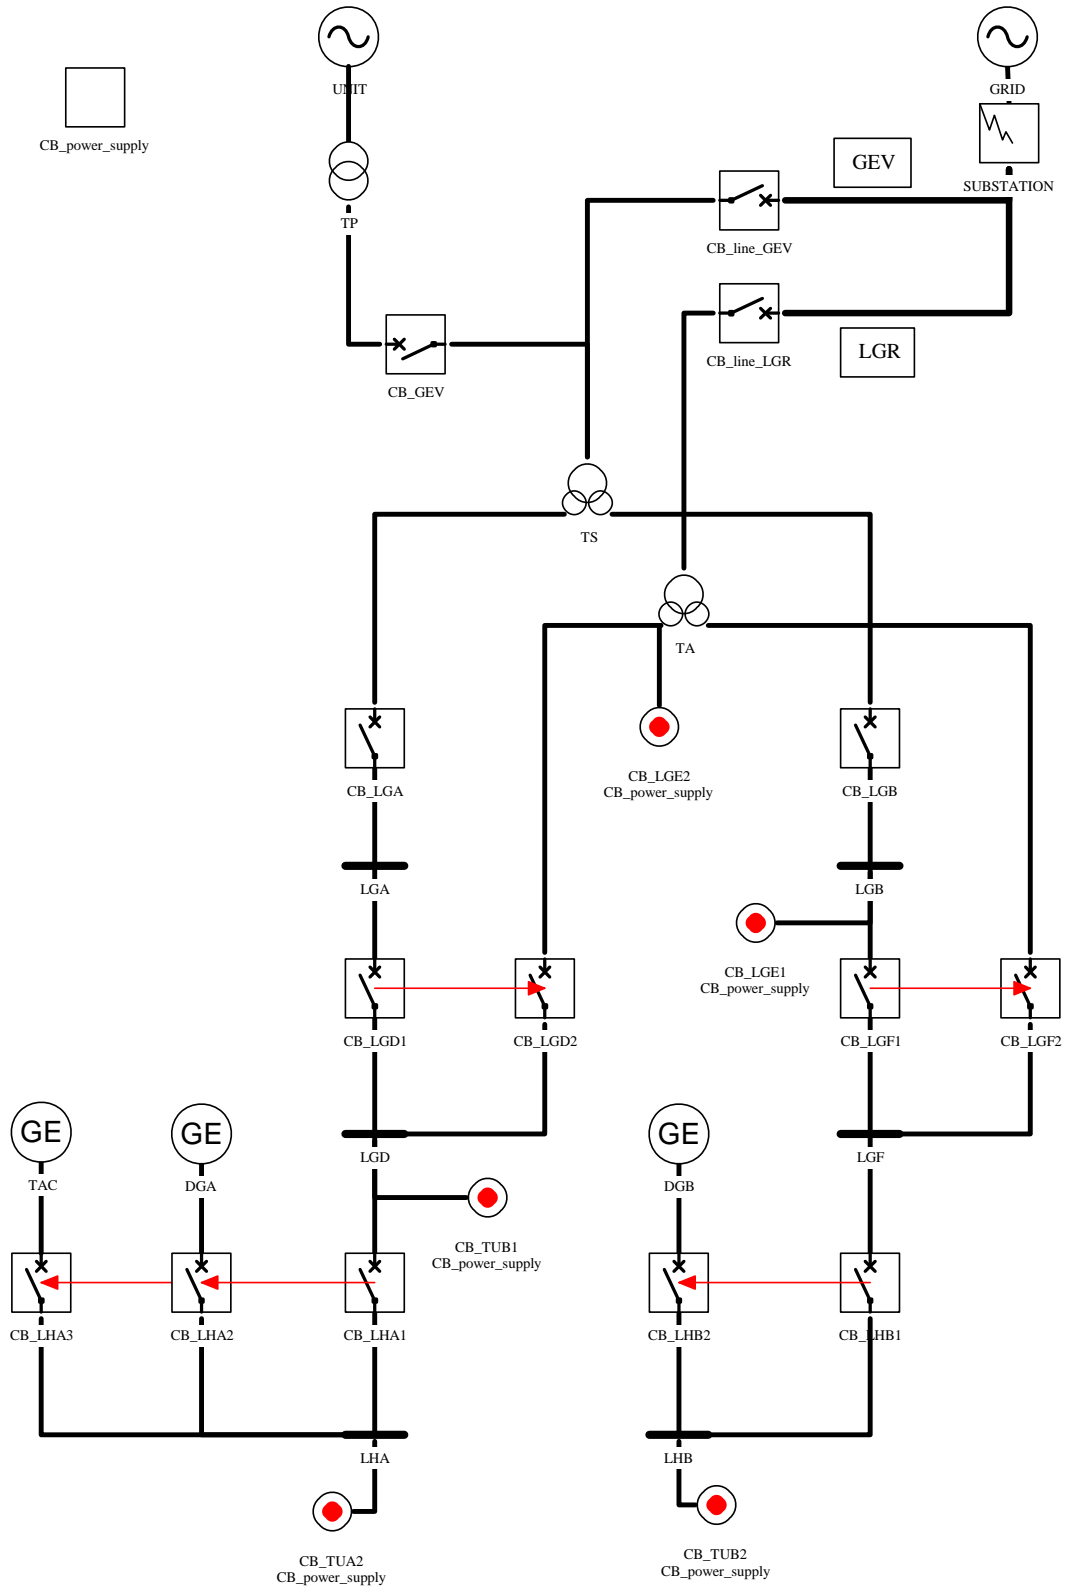 UNIT
GRID
CB_power_supply
GEV
SUBSTATION
TP
CB_line_GEV
LGR
CB_line_LGR
CB_GEV
TS
TA
CB_LGE2
CB_power_supply
CB_LGA
CB_LGB
LGA
LGB
CB_LGE1
CB_power_supply
CB_LGD1
CB_LGD2
CB_LGF1
CB_LGF2
GE
GE
GE
LGD
LGF
TAC
DGA
DGB
CB_TUB1
CB_power_supply
CB_LHA3
CB_LHA2
CB_LHA1
CB_LHB2
CB_LHB1
LHA
LHB
CB_TUA2
CB_power_supply
CB_TUB2
CB_power_supply